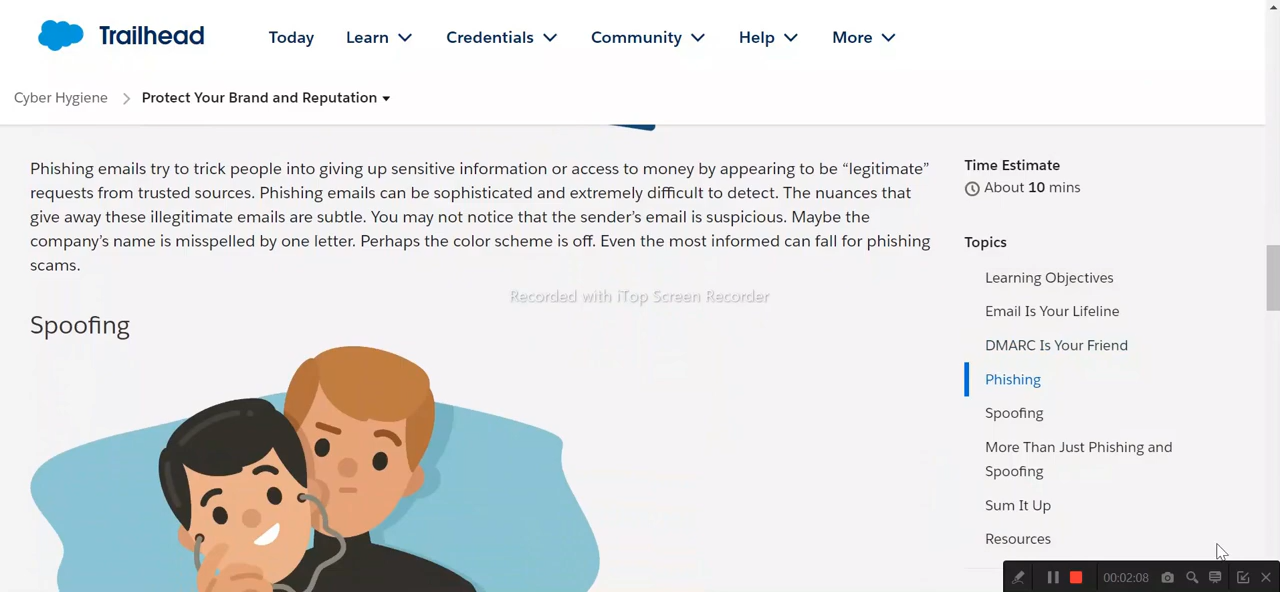 Trailhead
Today Learn Credentials Community Help More
Cyber Hygiene Protect Your Brand and Reputation
Phishing emails try to trick people into giving up sensitive information or access to money by appearing to be “legitimate”
requests from trusted sources. Phishing emails can be sophisticated and extremely difficult to detect. The nuances that
give away these illegitimate emails are subtle. You may not notice that the sender’s email is suspicious. Maybe the
company’s name is misspelled by one letter. Perhaps the color scheme is off. Even the most informed can fall for phishing
scams.
Recorded with iTop Screen Recorder
Spoofing
Time Estimate
About 10 mins
Topics
Learning Objectives
Email Is Your Lifeline
DMARC Is Your Friend
Phishing
Spoofing
More Than Just Phishing and
Spoofing
Sum It Up
Resources
00:02:08